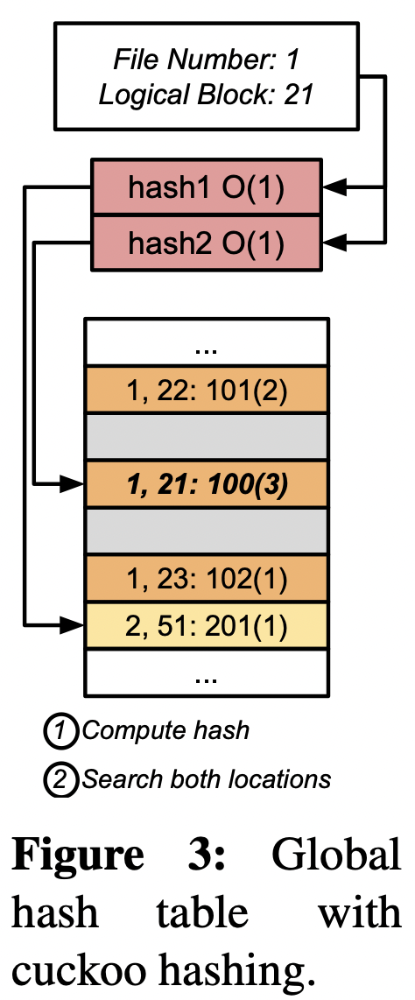 File Number: 1
Logical Block: 21
hash1 O(1)
hash2 O(1)
...
1, 22: 101(2)
1, 21: 100(3)
1, 23: 102(1)
2, 51: 201(1)
...
1 Compute hash
2 Search both locations
Figure 3: Global
hash table with
cuckoo hashing.